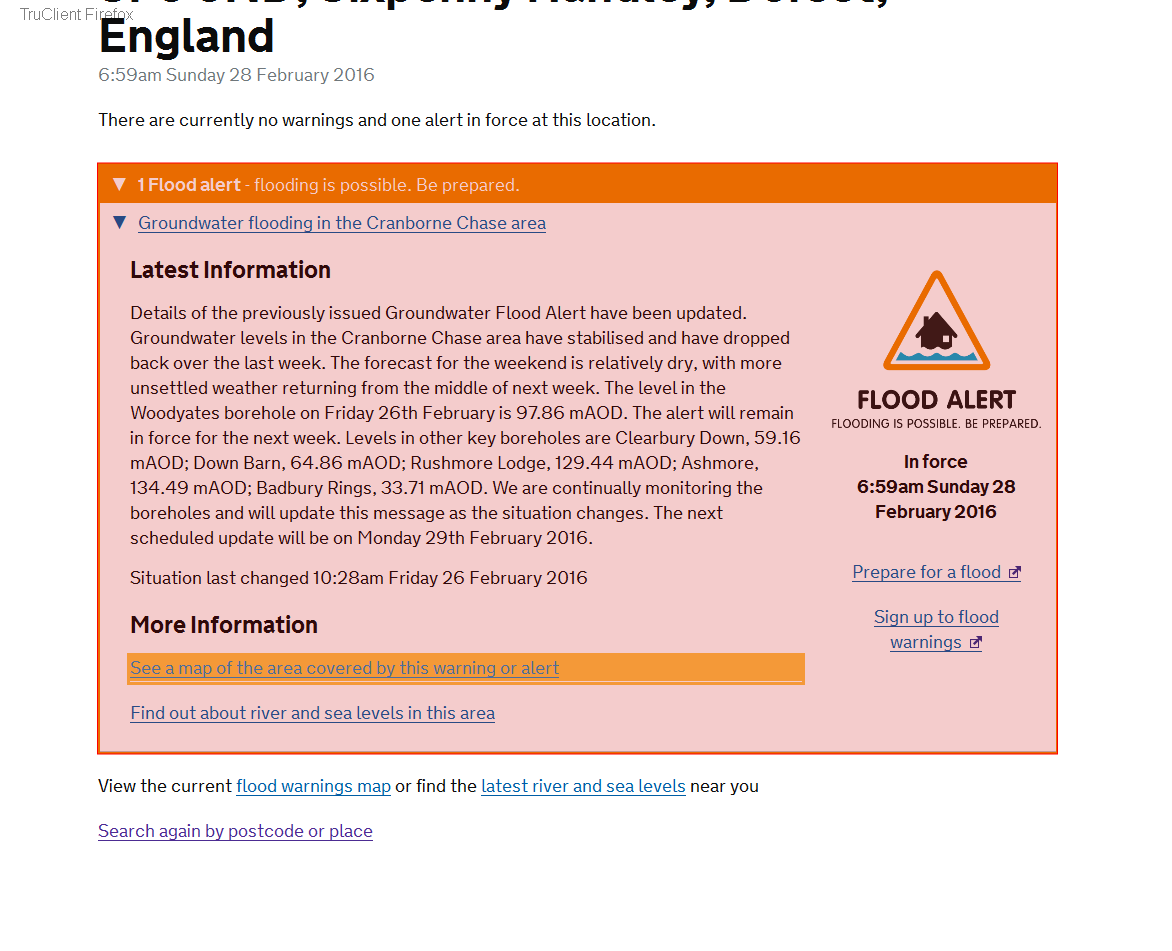 TruClient Firefox
England
6:59am Sunday 28 February 2016
There are currently no warnings and one alert in force at this location.
▼ 1 Flood alert - flooding is possible. Be prepared.
▼ Groundwater flooding in the Cranborne Chase area
Latest Information
Details of the previously issued Groundwater Flood Alert have been updated.
Groundwater levels in the Cranborne Chase area have stabilised and have dropped
back over the last week. The forecast for the weekend is relatively dry, with more
unsettled weather returning from the middle of next week. The level in the
Woodyates borehole on Friday 26th February is 97.86 mAOD. The alert will remain
in force for the next week. Levels in other key boreholes are Clearbury Down, 59.16
mAOD; Down Barn, 64.86 mAOD; Rushmore Lodge, 129.44 mAOD; Ashmore,
134.49 mAOD; Badbury Rings, 33.71 mAOD. We are continually monitoring the
boreholes and will update this message as the situation changes. The next
scheduled update will be on Monday 29th February 2016.
Situation last changed 10:28am Friday 26 February 2016
More Information
See a map of the area covered by this warning or alert
Find out about river and sea levels in this area
FLOOD ALERT
FLOODING IS POSSIBLE. BE PREPARED.
In force
6:59am Sunday 28
February 2016
Prepare for a flood
Sign up to flood
warnings
View the current flood warnings map or find the latest river and sea levels near you
Search again by postcode or place